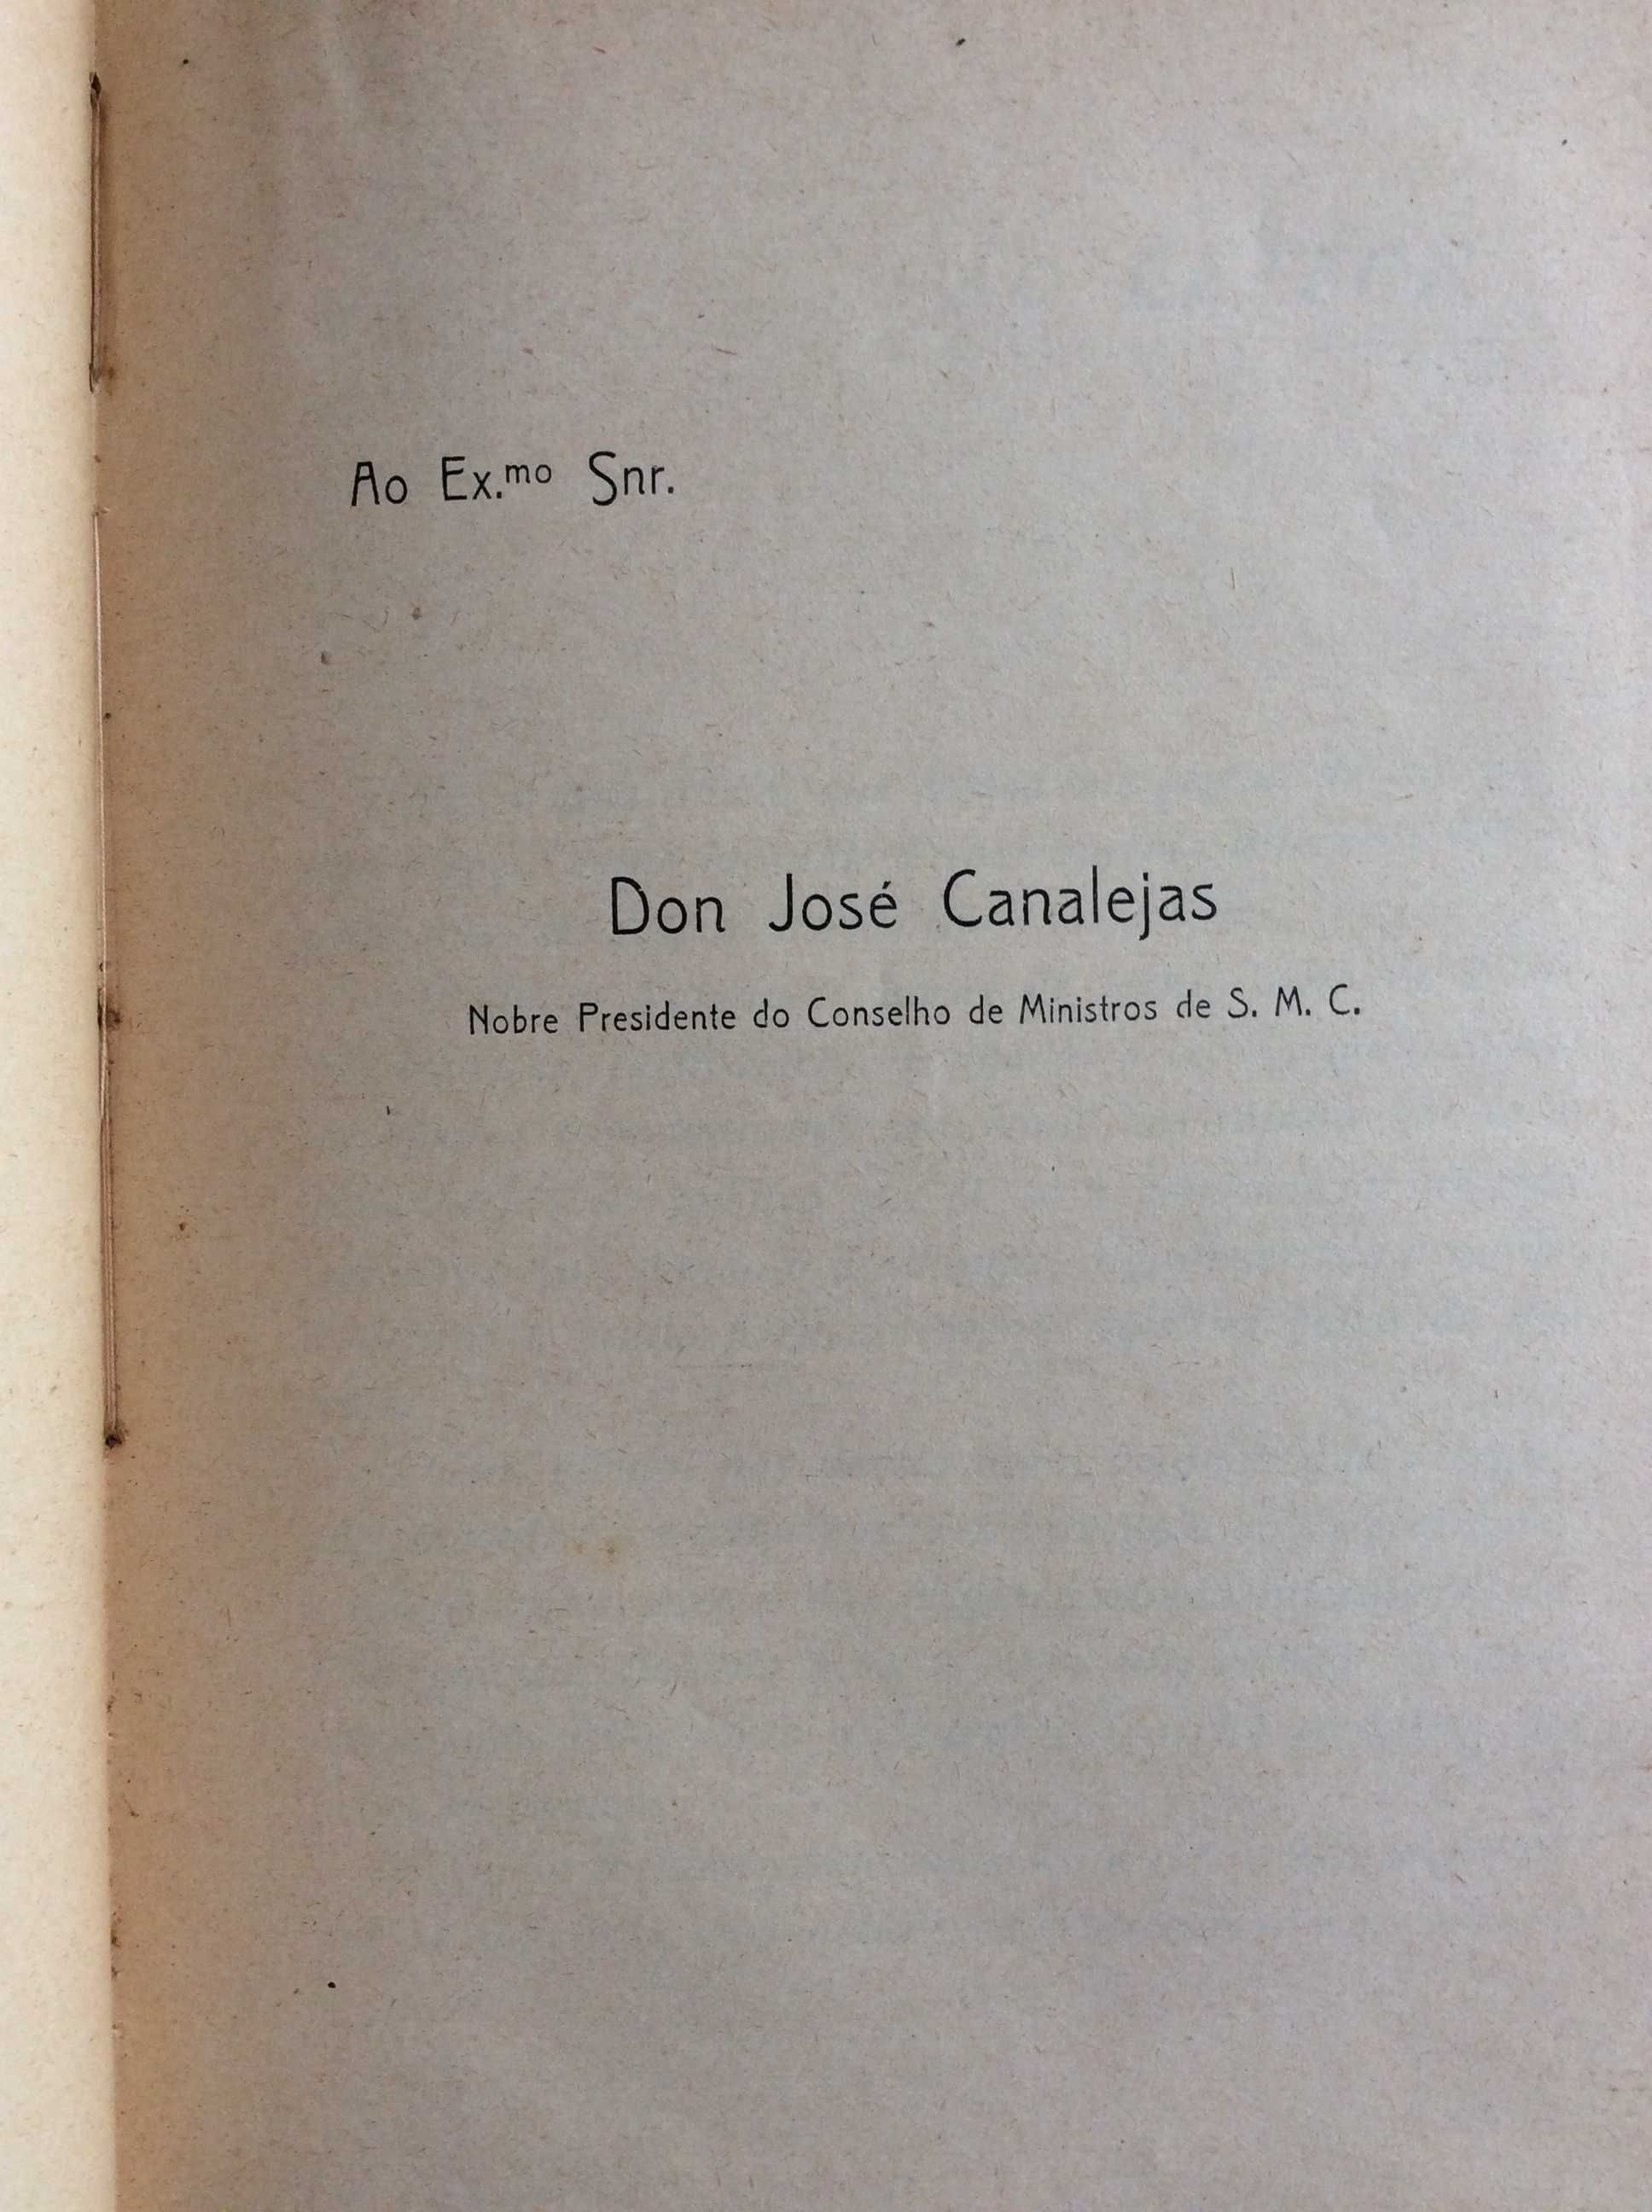 Ao Ex.mo Snr.
Don José Canalejas
Nobre Presidente do Conselho de Ministros de S. M. C.